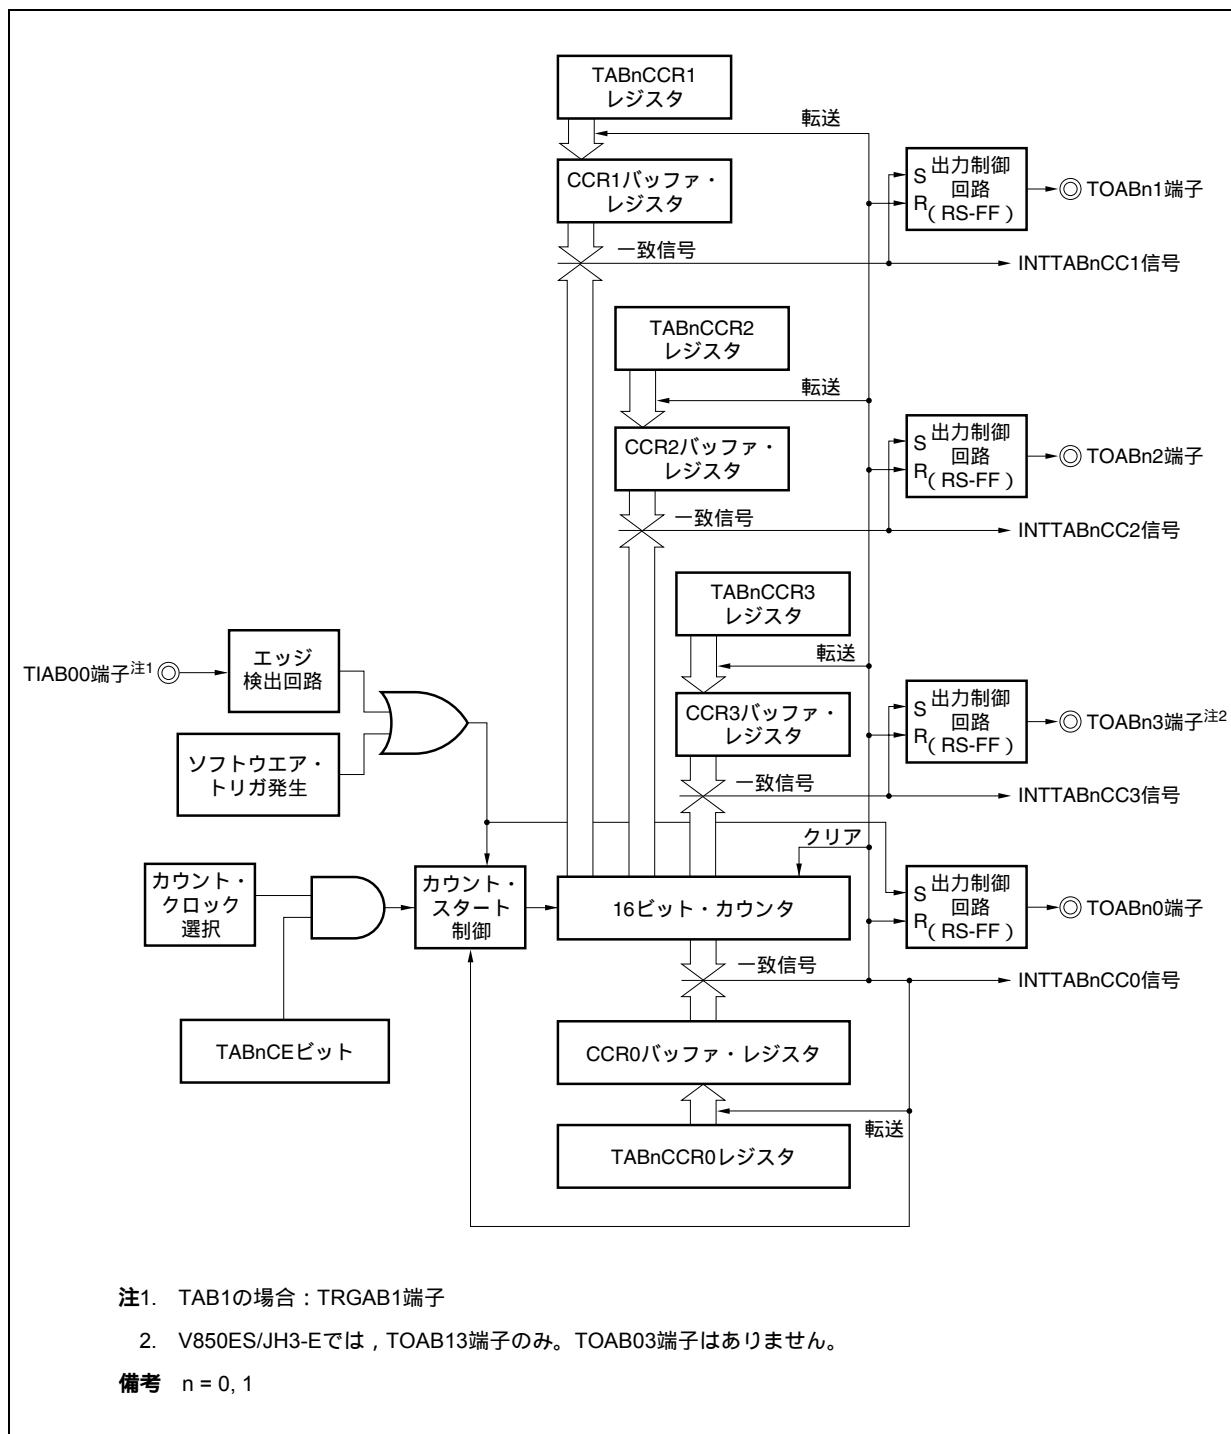 TABnCCR1
レジスタ
転送
CCR1バッファ・
レジスタ
S 出力制御
回路
R ( RS-FF )
TOABn1端子
一致信号
INTTABnCC1信号
TABnCCR2
レジスタ
転送
CCR2バッファ・
レジスタ
S 出力制御
回路
R ( RS-FF )
TOABn2端子
一致信号
INTTABnCC2信号
TABnCCR3
レジスタ
転送
TIAB00端子注1
エッジ
検出回路
CCR3バッファ・
レジスタ
S 出力制御
回路
R ( RS-FF )
TOABn3端子注2
ソフトウエア・
トリガ発生
一致信号
INTTABnCC3信号
クリア
カウント・
クロック
選択
カウント・
スタート
制御
16ビット・カウンタ
S 出力制御
回路
R ( RS-FF )
TOABn0端子
一致信号
INTTABnCC0信号
TABnCEビット
CCR0バッファ・レジスタ
転送
TABnCCR0レジスタ
注1. TAB1の場合：TRGAB1端子
2. V850ES/JH3-Eでは，TOAB13端子のみ。TOAB03端子はありません。
備考 n = 0, 1